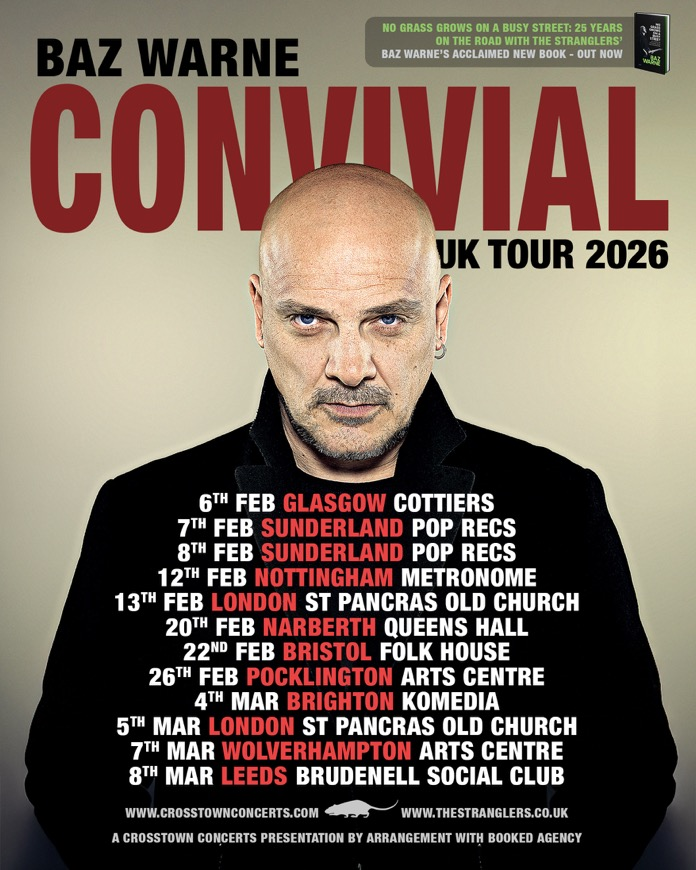 NO GRASS GROWS ON A BUSY STREET: 25 YEARS
ON THE ROAD WITH THE STRANGLERS’
BAZ WARNE’S ACCLAIMED NEW BOOK - OUT NOW
BAZ WARNE
BAZ WARNE
CONVIVIAL
UK TOUR 2026
6TH FEB GLASGOW COTTIERS
7TH FEB SUNDERLAND POP RECS
8TH FEB SUNDERLAND POP RECS
12TH FEB NOTTINGHAM METRONOME
13TH FEB LONDON ST PANCRAS OLD CHURCH
20TH FEB NARBERTH QUEENS HALL
22ND FEB BRISTOL FOLK HOUSE
26TH FEB POCKLINGTON ARTS CENTRE
4TH MAR BRIGHTON KOMEDIA
5TH MAR LONDON ST PANCRAS OLD CHURCH
7TH MAR WOLVERHAMPTON ARTS CENTRE
8TH MAR LEEDS BRUDENELL SOCIAL CLUB
WWW.CROSSTOWNCONCERTS.COM WWW.THESTRANGLERS.CO.UK
A CROSSTOWN CONCERTS PRESENTATION BY ARRANGEMENT WITH BOOKED AGENCY